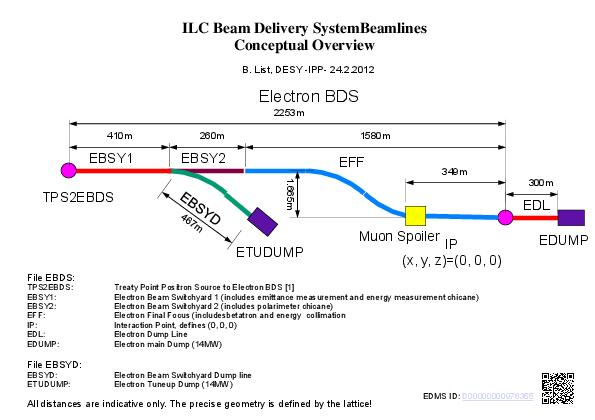 ILC Beam Delivery SystemBeamlines
Conceptual Overview
B. List, DESY -IPP- 24.2.2012
Electron BDS
2253m
410m
260m
1580m
EBSY1
EBSY2
EFF
349m
300m
TPS2EBDS
EBSYD
467m
1.665m
EDL
ETUDUMP
Muon Spoiler
IP
EDUMP
(x, y, z)=(0, 0, 0)
File EBDS:
TPS2EBDS: Treaty Point Positron Source to Electron BDS [1]
EBSY1: Electron Beam Switchyard 1 (includes emittance measurement and energy measurement chicane)
EBSY2: Electron Beam Switchyard 2 (includes polarimeter chicane)
EFF: Electron Final Focus (includesbetatron and energy collimation
IP: Interaction Point, defines (0,0,0)
EDL: Electron Dump Line
EDUMP: Electron main Dump (14MW)
File EBSYD:
EBSYD: Electron Beam Switchyard Dump line
ETUDUMP: Electron Tuneup Dump (14MW)
All distances are indicative only. The precise geometry is defined by the lattice!
EDMS ID: